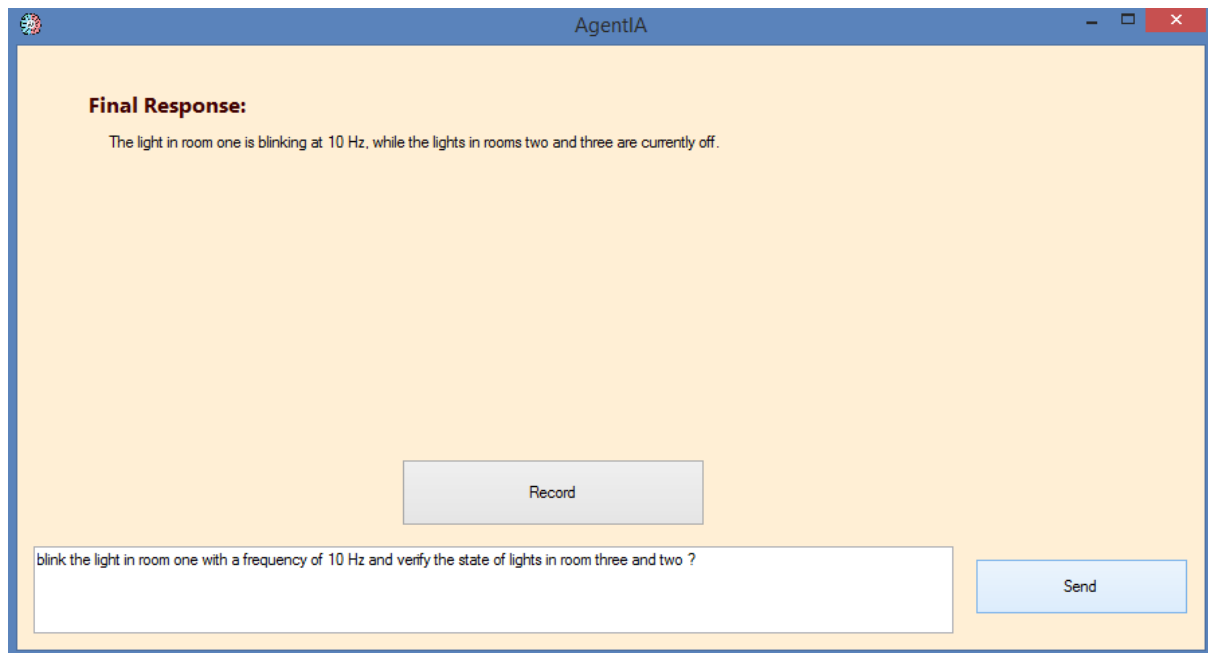 AgentIA
Final Response:
The light in room one is blinking at 10 Hz, while the lights in rooms two and three are currently off.
Record
blink the light in room one with a frequency of 10 Hz and verify the state of lights in room three and two ?
Send